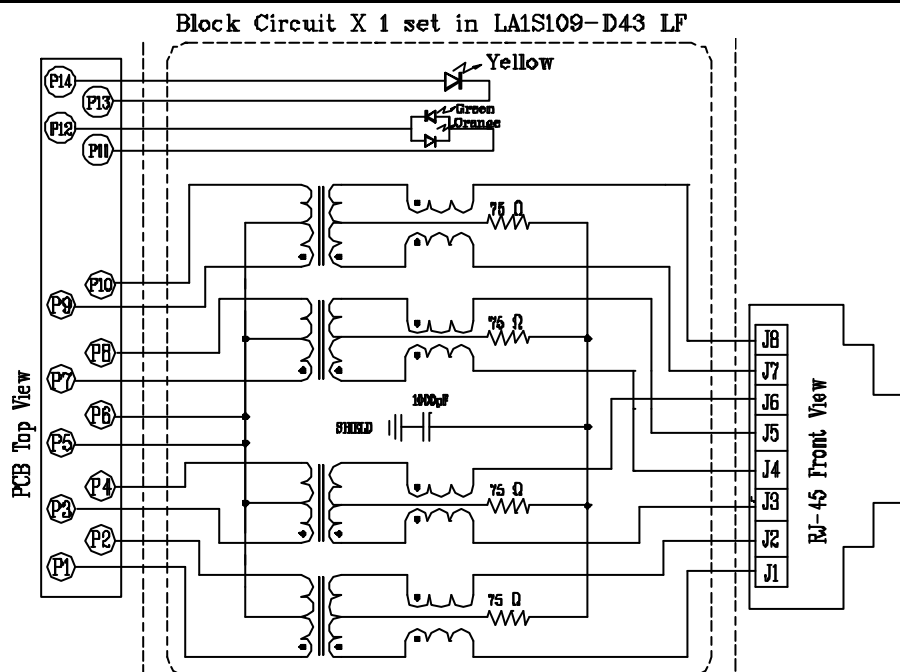 Block Circuit X 1 set in LA1S109-D43 LF
P14
Yellow
P13
Green
P12
Orange
P11
75 Ω
P10
P9
75 Ω
J8
P8
J7
P7
1000pF
J6
P6
SHIELD
J5
P5
J4
P4
75 Ω
J3
P3
J2
P2
J1
P1
75 Ω
PCB Top View
RJ-45 Front View